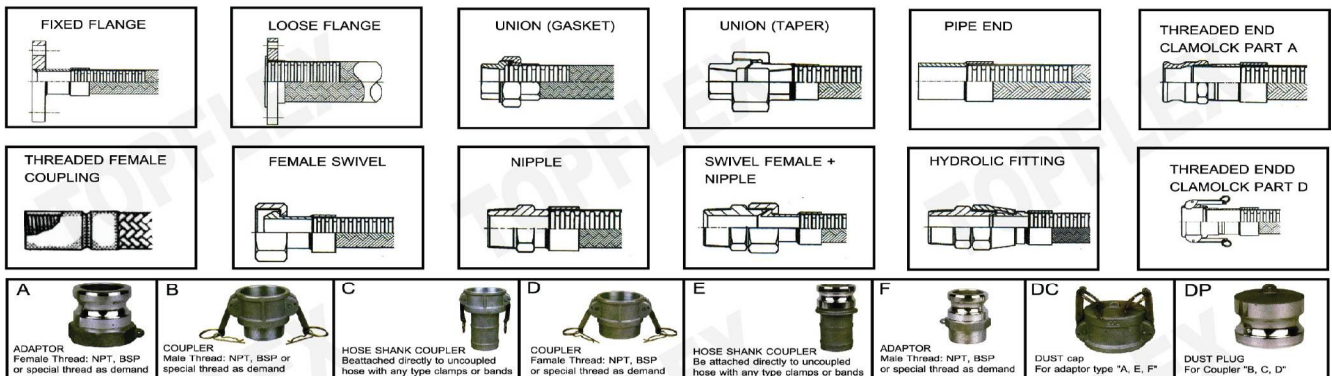 FIXED FLANGE
LOOSE FLANGE
UNION (GASKET)
UNION (TAPER)
PIPE END
THREADED END
CLAMOLCK PART A
THREADED FEMALE
COUPLING
FEMALE SWIVEL
NIPPLE
SWIVEL FEMALE +
NIPPLE
HYDROLIC FITTING
THREADED ENDD
CLAMOLCK PART D
A
ADAPTOR
Female Thread: NPT, BSP
or special thread as demand
B
COUPLER
Male Thread: NPT, BSP or
special thread as demand
C
HOSE SHANK COUPLER
Beattached directly to uncoupled
hose with any type clamps or bands
D
COUPLER
Famale Thread: NPT, BSP
or special thread as demand
E
HOSE SHANK COUPLER
Be attached directly to uncoupled
hose with any type clamps or bands
F
ADAPTOR
Male Thread: NPT, BSP
or special thread as demand
DC
DUST cap
For adaptor type "A, E, F"
DP
DUST PLUG
For Coupler "B, C, D"
TOPFLEX
TOPFLEX
TOPFLEX